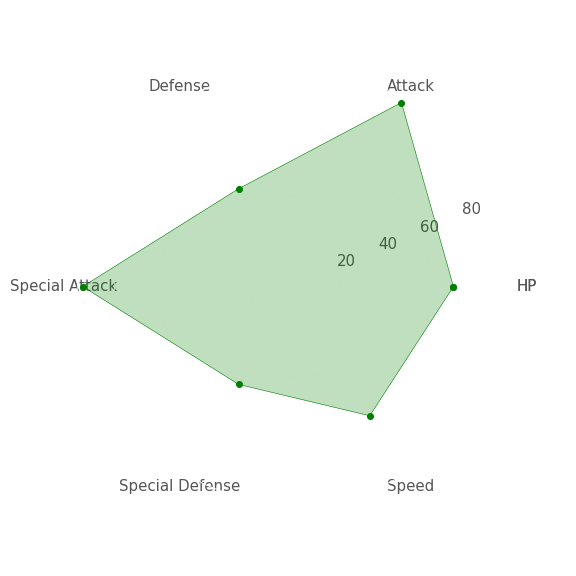 Defense
Attack
80
60
40
20
Special Attack
HP
Special Defense
Speed